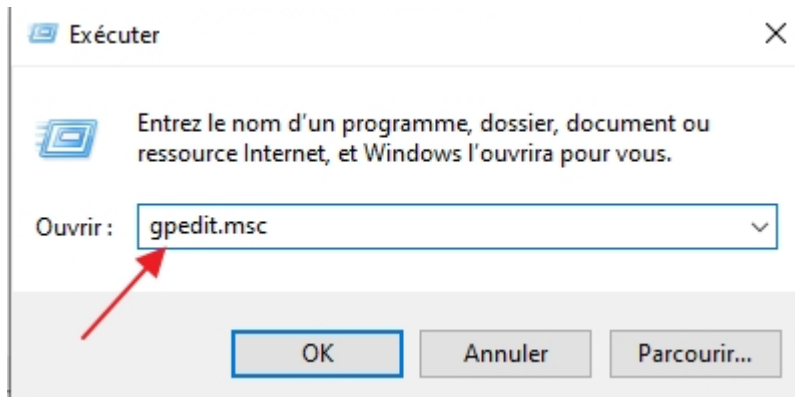 Exécuter
Entrez le nom d'un programme, dossier, document ou
ressource Internet, et Windows l'ouvrira pour vous.
Ouvrir : gpedit.msc
OK Annuler Parcourir...